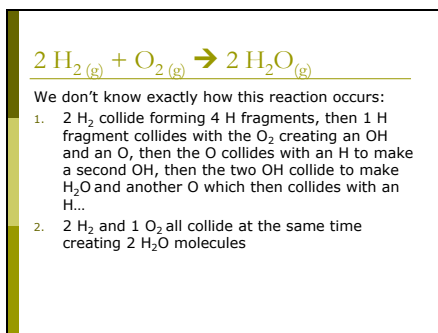 2 H₂ (g) + O₂ (g) → 2 H₂O(g)
We don't know exactly how this reaction occurs:
1. 2 H₂ collide forming 4 H fragments, then 1 H
fragment collides with the O₂ creating an OH
and an O, then the O collides with an H to make
a second OH, then the two OH collide to make
H₂O and another O which then collides with an
H…
2. 2 H₂ and 1 O₂ all collide at the same time
creating 2 H₂O molecules